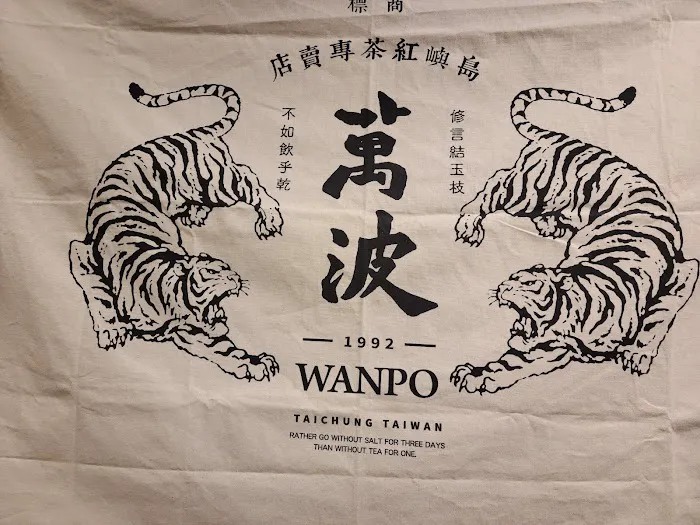 商標
島嶼紅茶專賣店
修言結玉枝
萬波
不如飲乎乾
1992
WANPO
TAICHUNG TAIWAN
RATHER GO WITHOUT SALT FOR THREE DAYS
THAN WITHOUT TEA FOR ONE.